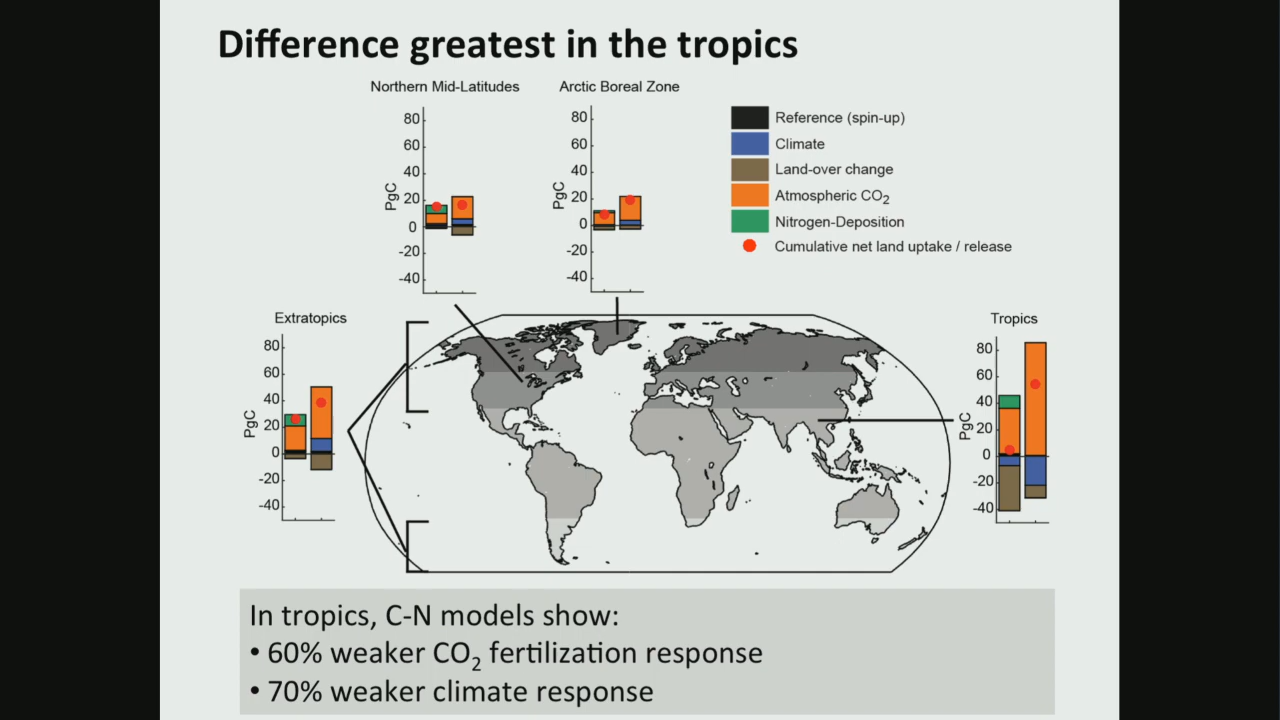 Difference greatest in the tropics
Northern Mid-Latitudes
80
60
40
20
0
-20
-40
PgC
Arctic Boreal Zone
80
60
40
20
0
-20
-40
PgC
Reference (spin-up)
Climate
Land-over change
Atmospheric CO2
Nitrogen-Deposition
Cumulative net land uptake / release
Extratopics
80
60
40
20
0
-20
-40
PgC
Tropics
80
60
40
20
0
-20
-40
PgC
In tropics, C-N models show:
• 60% weaker CO2 fertilization response
• 70% weaker climate response